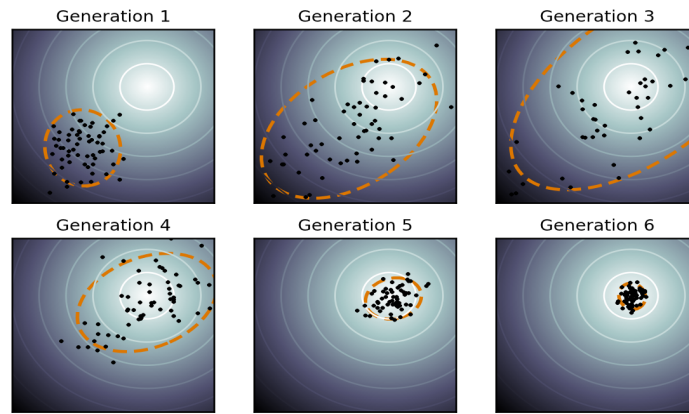 Generation 1
Generation 2
Generation 3
Generation 4
Generation 5
Generation 6